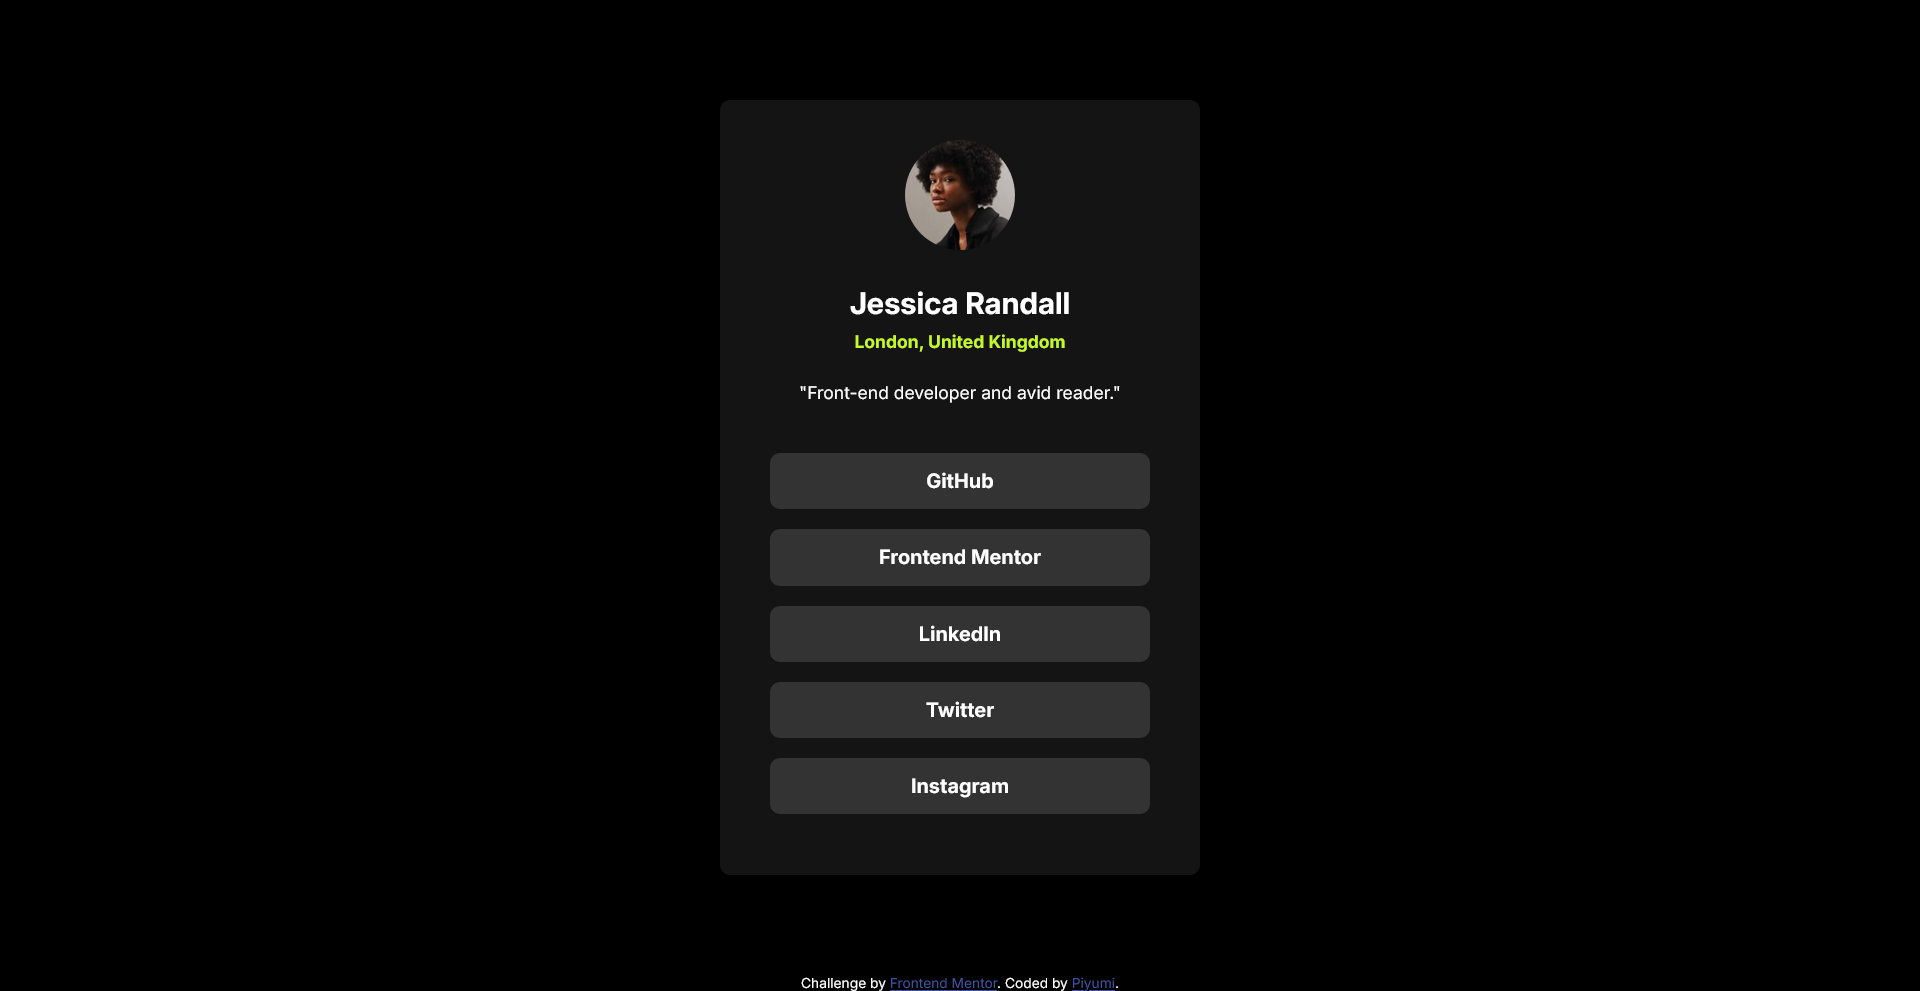 Jessica Randall
London, United Kingdom
"Front-end developer and avid reader."
GitHub
Frontend Mentor
LinkedIn
Twitter
Instagram
Challenge by Frontend Mentor. Coded by Piyumi.